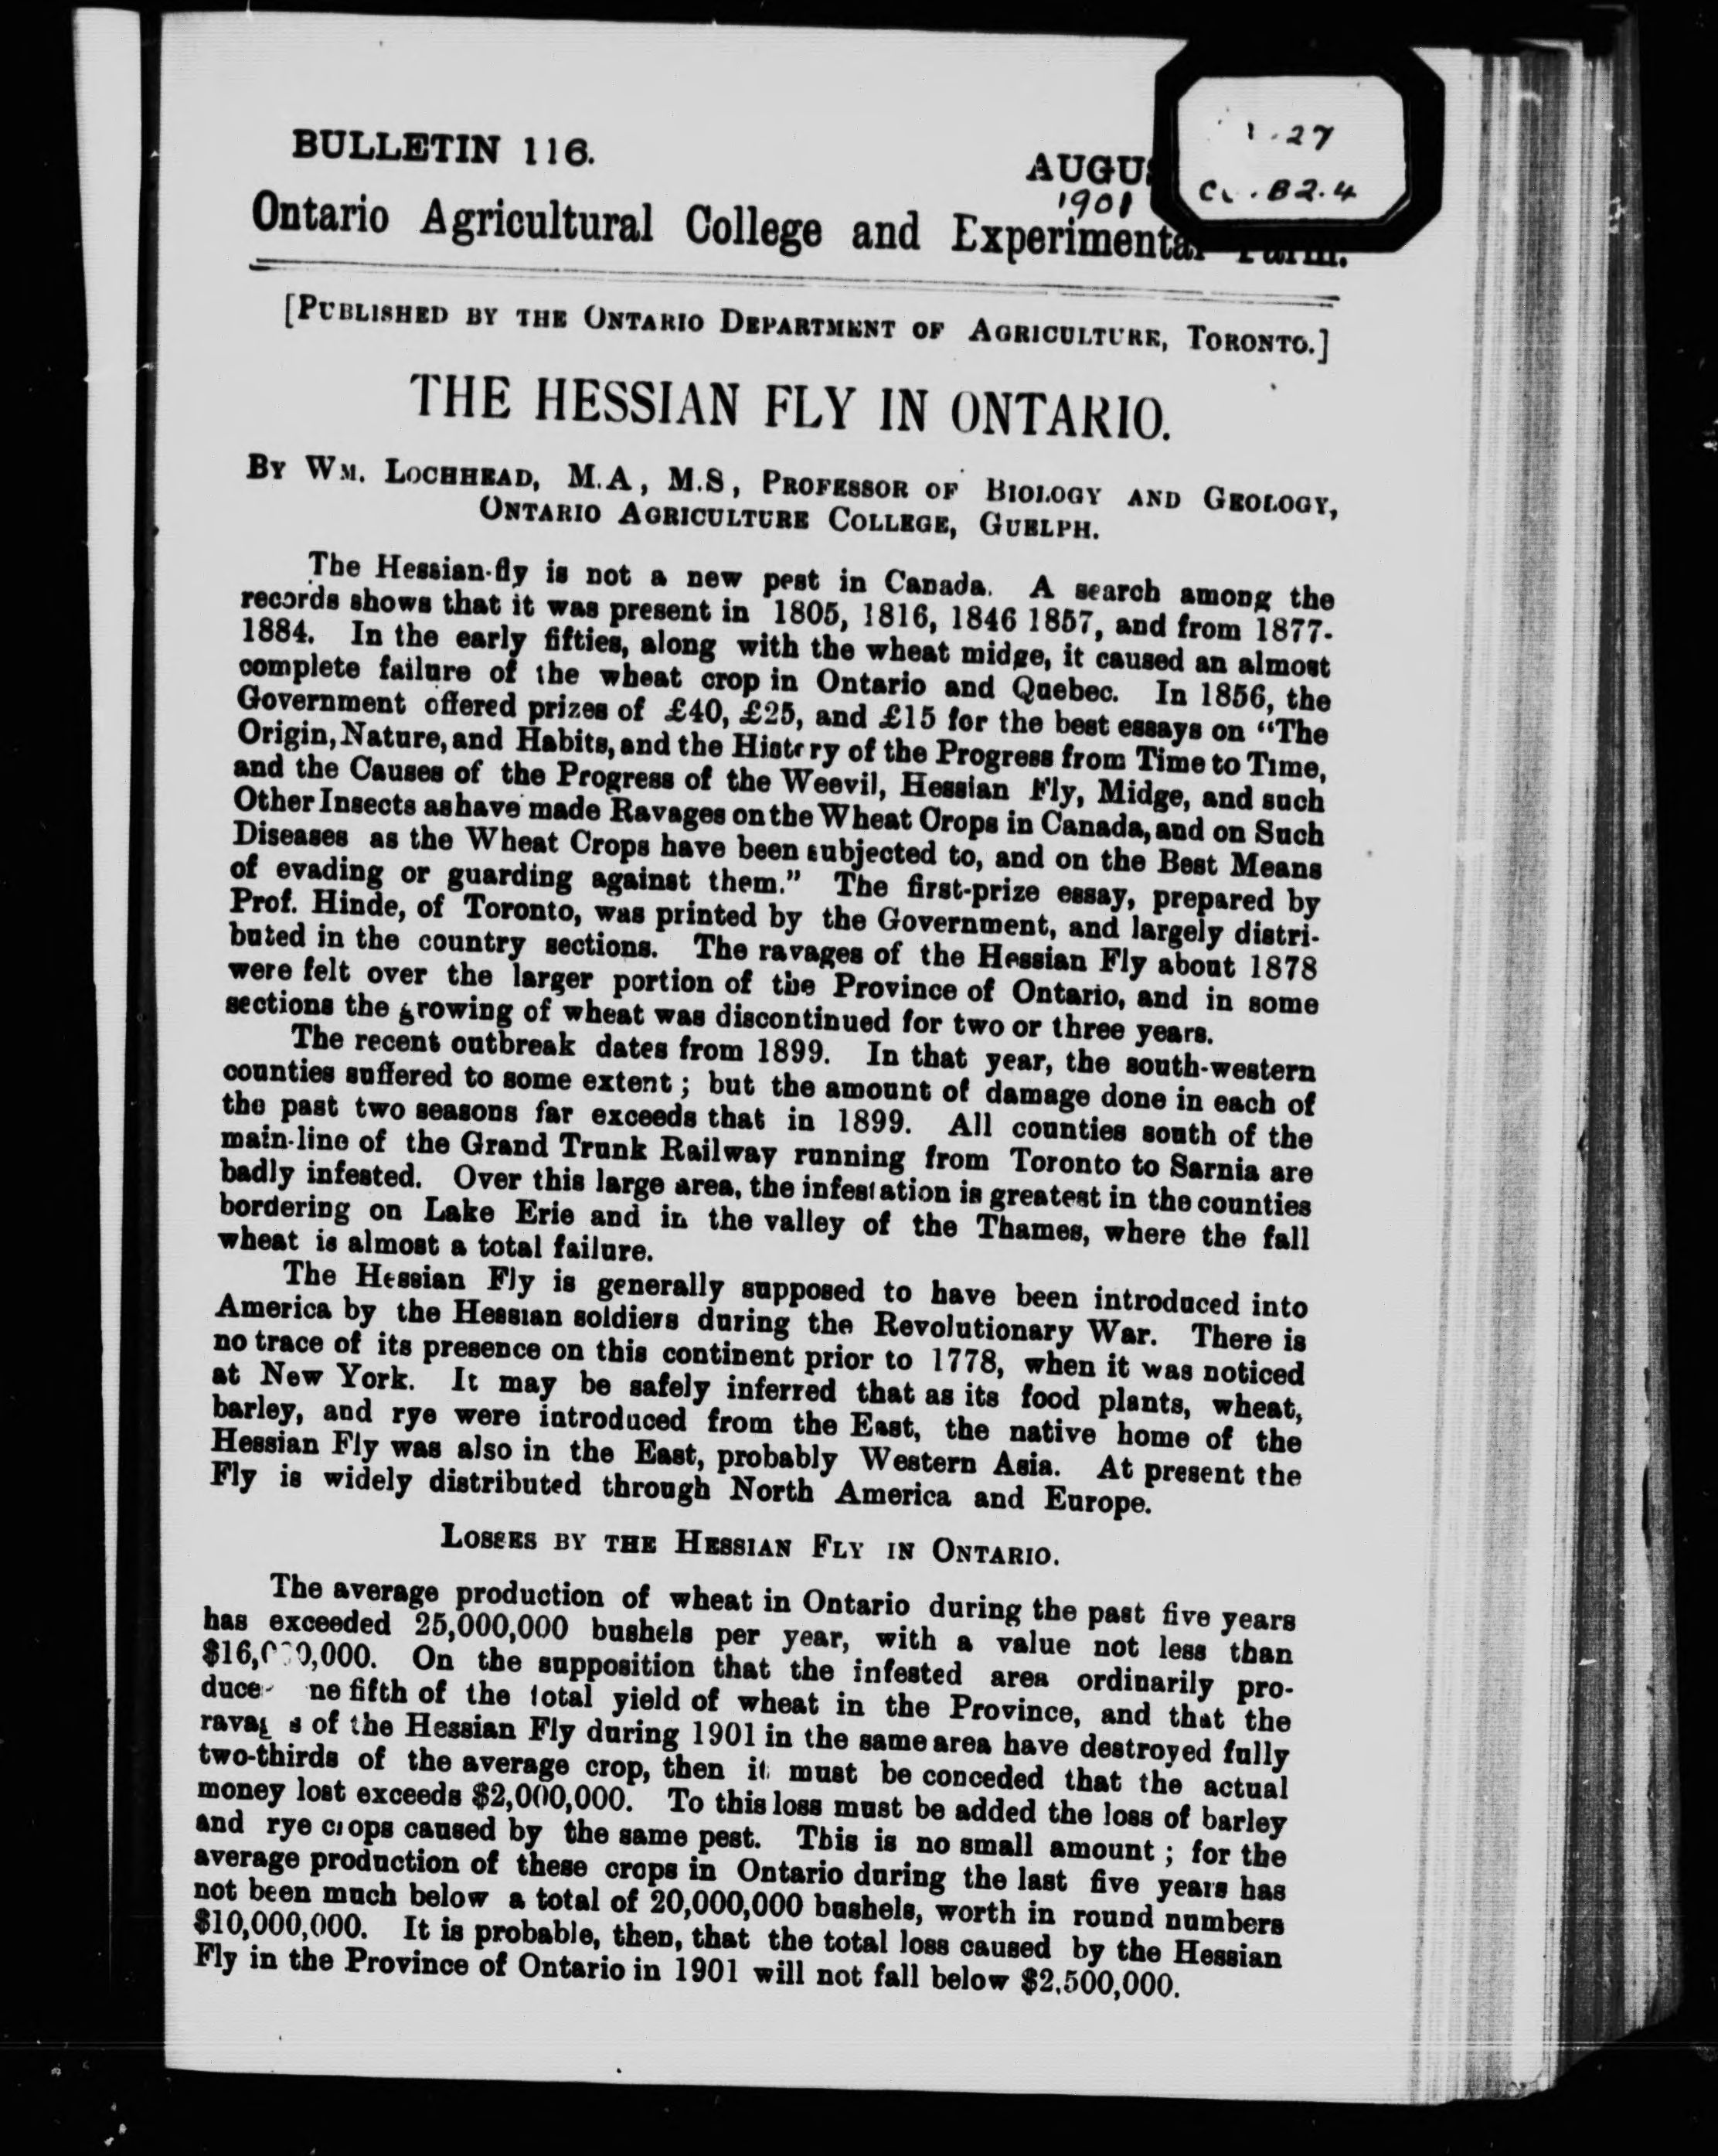 BULLETIN 116.
AUGUS
1901
27
B2.4
Ontario Agricultural College and Experimental Farm.
[PUBLISHED BY THE ONTARIO DEPARTMENT OF AGRICULTURE, TORONTO.]
THE HESSIAN FLY IN ONTARIO.
BY WM. LOCHHEAD, M.A, M.S, PROFESSOR OF BIOLOGY AND GEOLOGY,
ONTARIO AGRICULTURE COLLEGE, GUELPH.
The Hessian-fly is not a new pest in Canada. A search among the
records shows that it was present in 1805, 1816, 1846 1857, and from 1877-
1884. In the early fifties, along with the wheat midge, it caused an almost
complete failure of the wheat crop in Ontario and Quebec. In 1856, the
Government offered prizes of £40, £25, and £15 for the best essays on "The
Origin, Nature, and Habits, and the History of the Progress from Time to Time,
and the Causes of the Progress of the Weevil, Hessian Fly, Midge, and such
Other Insects as have made Ravages on the Wheat Crops in Canada, and on Such
Diseases as the Wheat Crops have been subjected to, and on the Best Means
of evading or guarding against them." The first-prize essay, prepared by
Prof. Hinde, of Toronto, was printed by the Government, and largely distri-
buted in the country sections. The ravages of the Hessian Fly about 1878
were felt over the larger portion of the Province of Ontario, and in some
sections the growing of wheat was discontinued for two or three years.
The recent outbreak dates from 1899. In that year, the south-western
counties suffered to some extent; but the amount of damage done in each of
the past two seasons far exceeds that in 1899. All counties south of the
main-line of the Grand Trunk Railway running from Toronto to Sarnia are
badly infested. Over this large area, the infestation is greatest in the counties
bordering on Lake Erie and in the valley of the Thames, where the fall
wheat is almost a total failure.
The Hessian Fly is generally supposed to have been introduced into
America by the Hessian soldiers during the Revolutionary War. There is
no trace of its presence on this continent prior to 1778, when it was noticed
at New York. It may be safely inferred that as its food plants, wheat,
barley, and rye were introduced from the East, the native home of the
Hessian Fly was also in the East, probably Western Asia. At present the
Fly is widely distributed through North America and Europe.
LOSSES BY THE HESSIAN FLY IN ONTARIO.
The average production of wheat in Ontario during the past five years
has exceeded 25,000,000 bushels per year, with a value not less than
$16,000,000. On the supposition that the infested area ordinarily pro-
duce ne fifth of the total yield of wheat in the Province, and that the
ravag s of the Hessian Fly during 1901 in the same area have destroyed fully
two-thirds of the average crop, then it must be conceded that the actual
money lost exceeds $2,000,000. To this loss must be added the loss of barley
and rye crops caused by the same pest. This is no small amount; for the
average production of these crops in Ontario during the last five years has
not been much below a total of 20,000,000 bushels, worth in round numbers
$10,000,000. It is probable, then, that the total loss caused by the Hessian
Fly in the Province of Ontario in 1901 will not fall below $2,500,000.